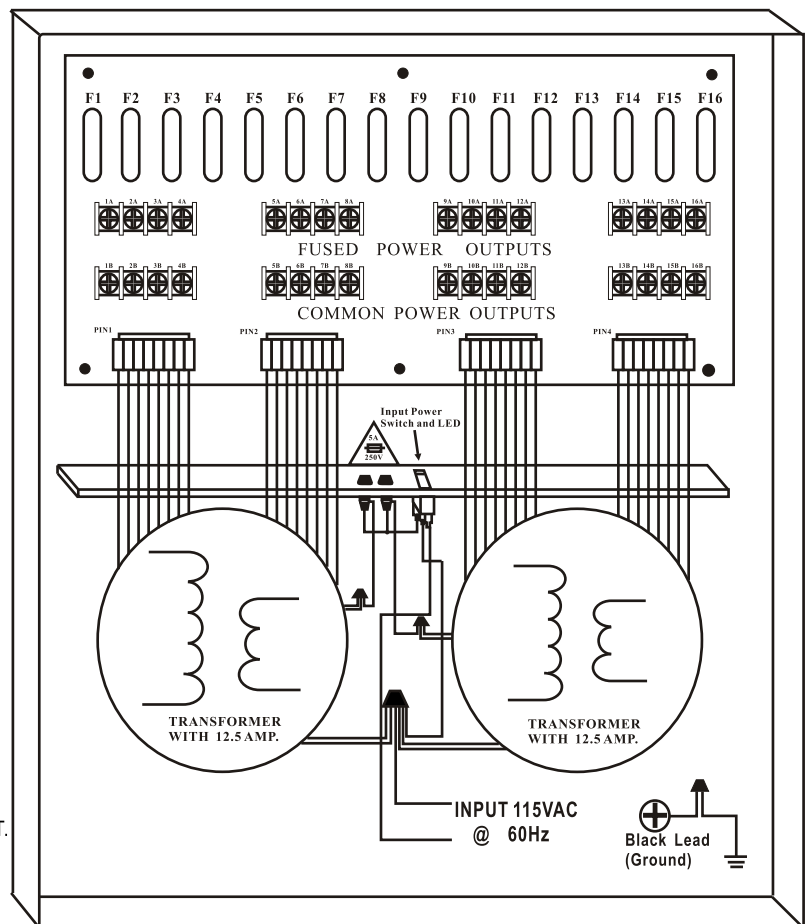 F1 F2 F3 F4 F5 F6 F7 F8 F9 F10 F11 F12 F13 F14 F15 F16
1A 2A 3A 4A 5A 6A 7A 8A 9A 10A 11A 12A 13A 14A 15A 16A
FUSED POWER OUTPUTS
1B 2B 3B 4B 5B 6B 7B 8B 9B 10B 11B 12B 13B 14B 15B 16B
COMMON POWER OUTPUTS
PIN1 PIN2 PIN3 PIN4
Input Power
Switch and LED
5A
250V
TRANSFORMER
WITH 12.5 AMP.
TRANSFORMER
WITH 12.5 AMP.
INPUT 115VAC
@ 60Hz
Black Lead
(Ground)
T.